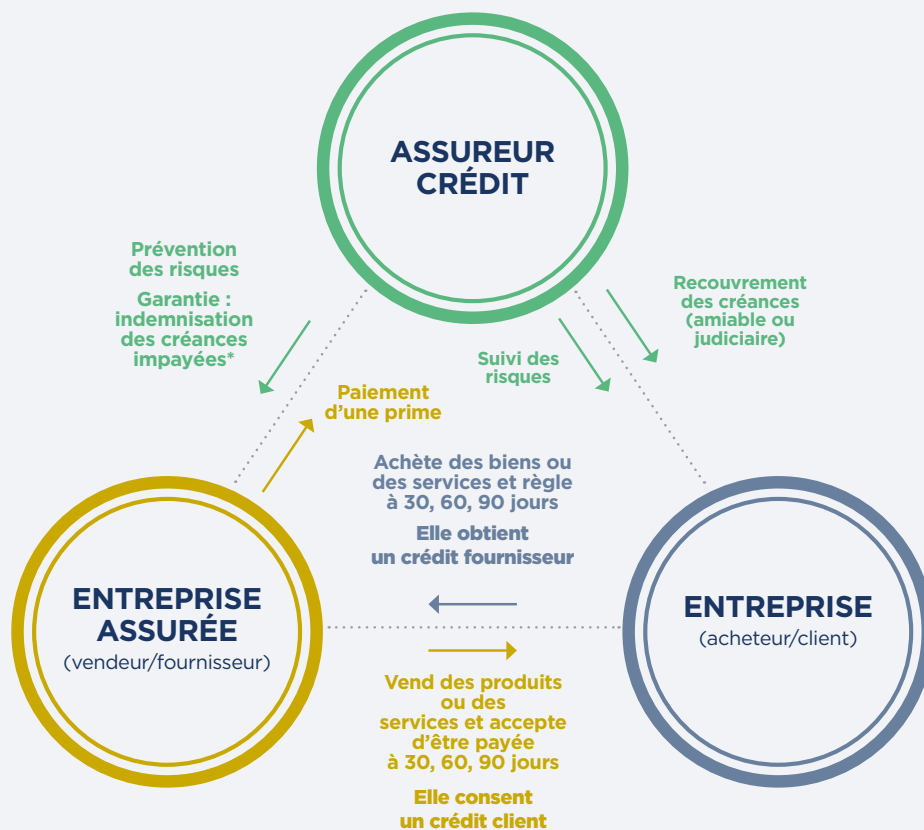 ASSUREUR
CRÉDIT
Prévention
des risques
Garantie :
indemnisation
des créances
impayées*
Recouvrement
des créances
(amiable ou
judiciaire)
Suivi des
risques
Paiement
d'une prime
Achète des biens ou
des services et règle
à 30, 60, 90 jours
Elle obtient
un crédit fournisseur
ENTREPRISE
ASSURÉE
(vendeur/fournisseur)
ENTREPRISE
(acheteur/client)
Vend des produits
ou des
services et accepte
d'être payée
à 30, 60, 90 jours
Elle consent
un crédit client